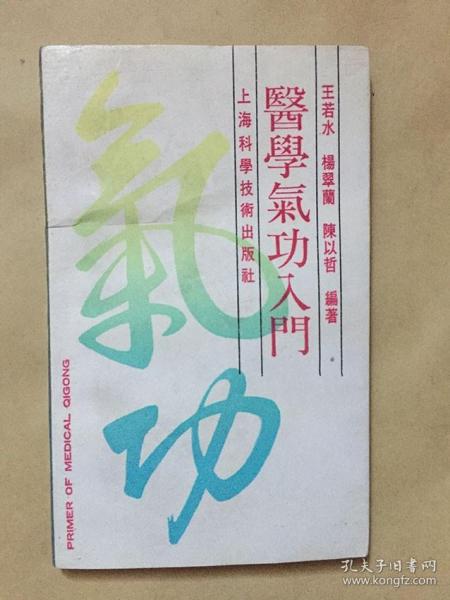 王若水 楊翠蘭 陳以哲 編著
醫學氣功入門
上海科學技術出版社
氣功
PRIMER OF MEDICAL QIGONG
孔夫子旧书网
www.kongfz.com